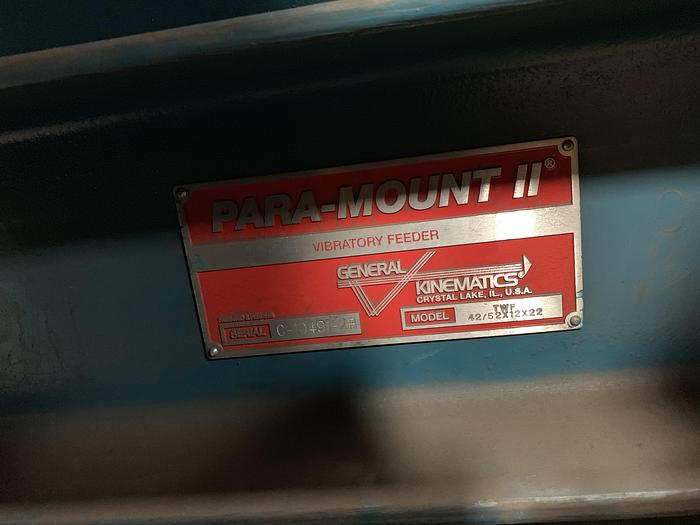 PARA-MOUNT II®
VIBRATORY FEEDER
GENERAL
KINEMATICS
CRYSTAL LAKE, IL., U.S.A.
SERIAL
MODEL TWF
42/52X12X22